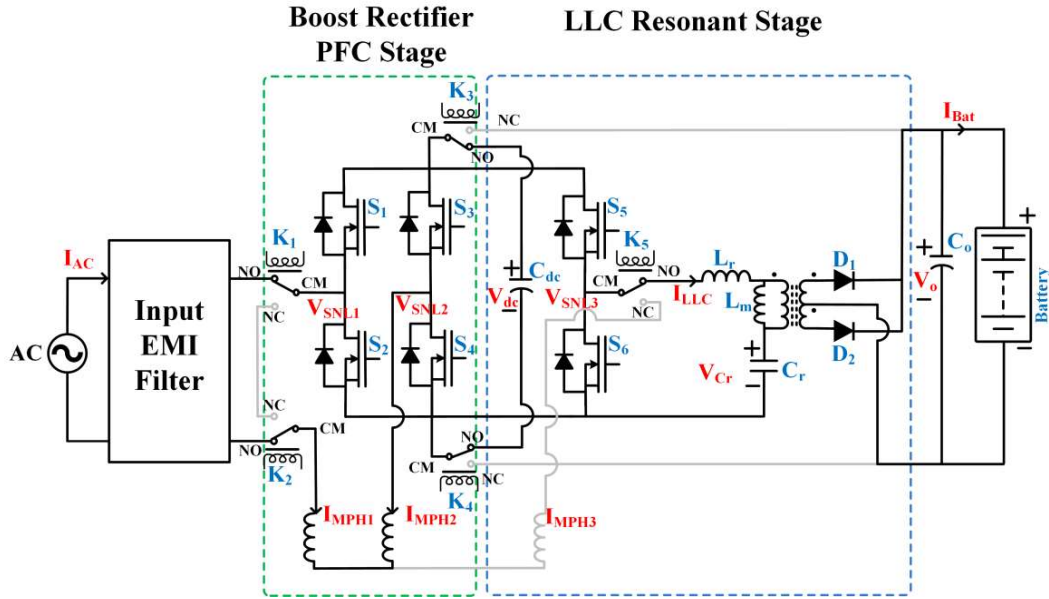 Boost Rectifier
PFC Stage
LLC Resonant Stage
K3
NC
CM
NO
IBat
S1
S3
S5
K1
K5
IAC
NO
CM
NO
Lr
D1
Co
Cdc
Input
EMI
Filter
VSNL1
VSNL2
Vdc
VSNL3
ILLC
Lm
Vo
Battery
NC
NC
AC
S2
S4
S6
D2
VCr
Cr
NC
CM
NO
NO
CM
NC
K2
K4
IMPH1
IMPH2
IMPH3